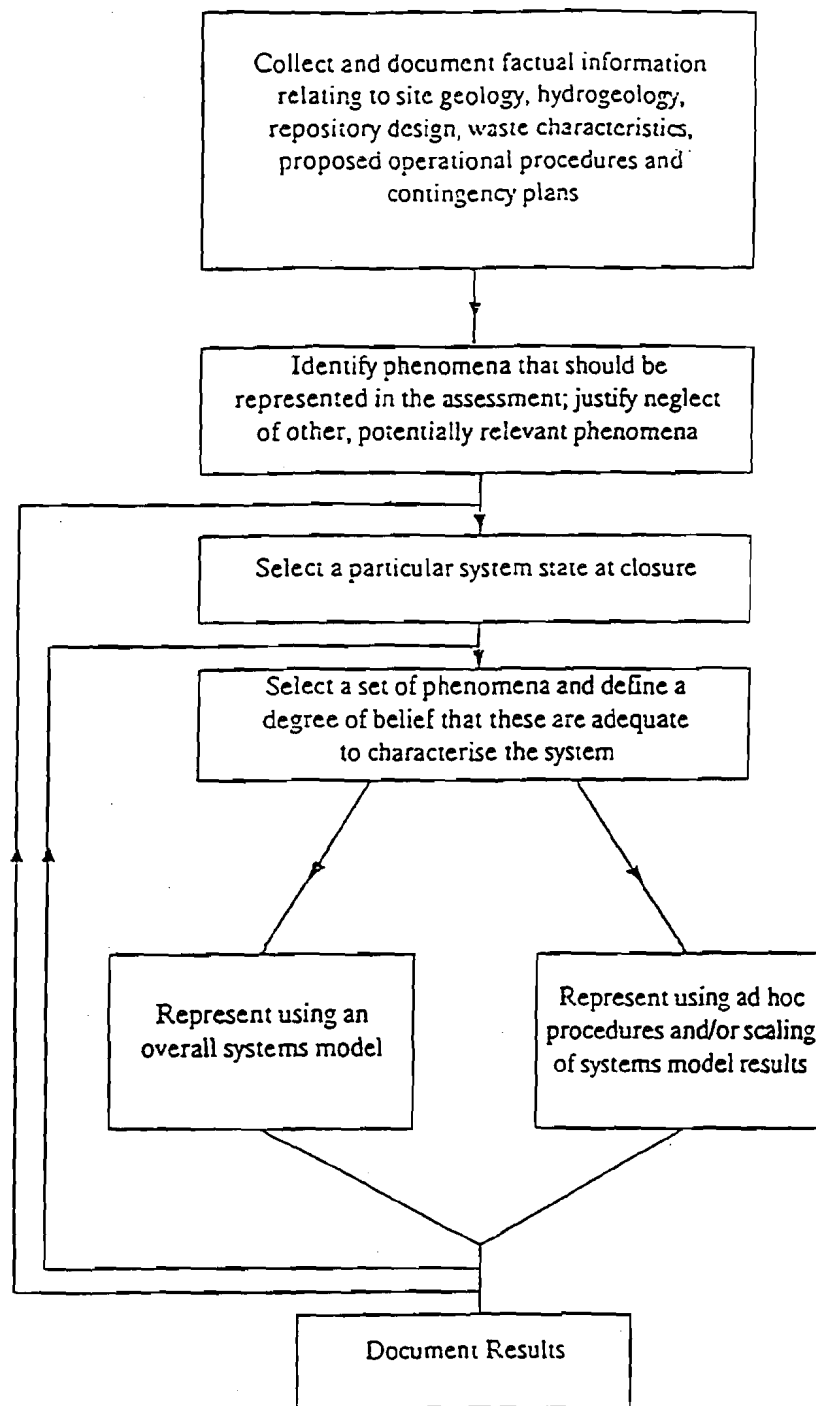 Collect and document factual information
relating to site geology, hydrogeology,
repository design, waste characteristics,
proposed operational procedures and
contingency plans
Identify phenomena that should be
represented in the assessment; justify neglect
of other, potentially relevant phenomena
Select a particular system state at closure
Select a set of phenomena and define a
degree of belief that these are adequate
to characterise the system
Represent using an
overall systems model
Represent using ad hoc
procedures and/or scaling
of systems model results
Document Results